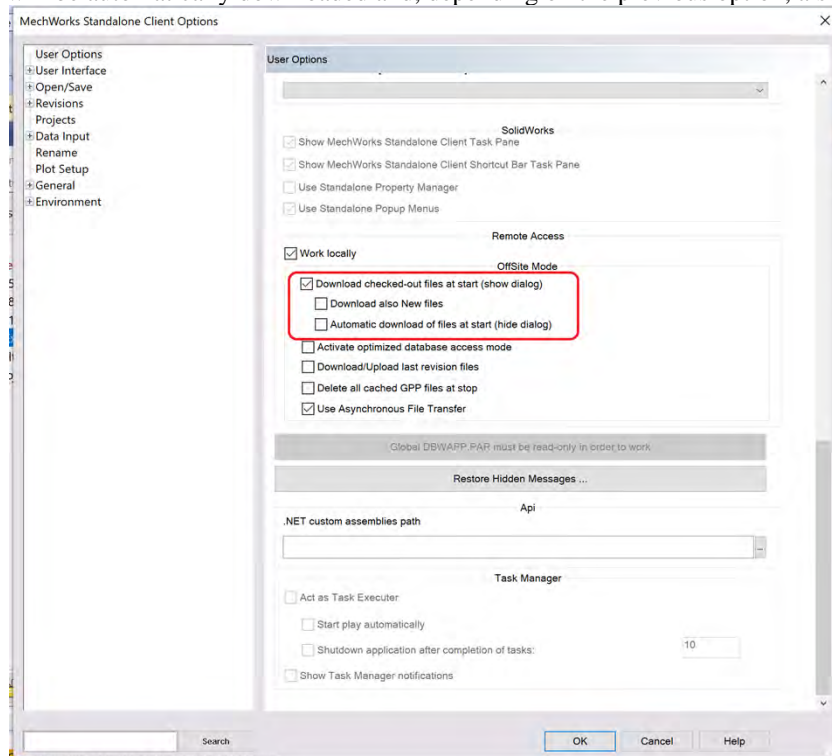 MechWorks Standalone Client Options
User Options
User Interface
Open/Save
Revisions
Projects
Data Input
Rename
Plot Setup
General
Environment
User Options
SolidWorks
Show MechWorks Standalone Client Task Pane
Show MechWorks Standalone Client Shortcut Bar Task Pane
Use Standalone Property Manager
Use Standalone Popup Menus
Remote Access
Work locally
OffSite Mode
Download checked-out files at start (show dialog)
Download also New files
Automatic download of files at start (hide dialog)
Activate optimized database access mode
Download/Upload last revision files
Delete all cached GPP files at stop
Use Asynchronous File Transfer
Global DBWAPP.PAR must be read-only in order to work
Restore Hidden Messages ...
Api
.NET custom assemblies path
...
Task Manager
Act as Task Executer
Start play automatically
Shutdown application after completion of tasks: 10
Show Task Manager notifications
Search
OK Cancel Help